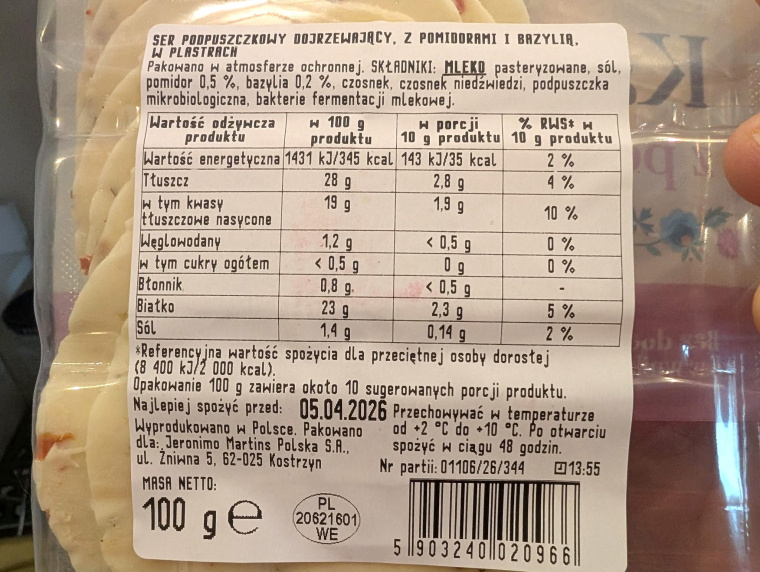 SER PODPUSZCZKOWY DOJRZEWAJĄCY, Z POMIDORAMI I BAZYLIĄ,
W PLASTRACH
Pakowano w atmosferze ochronnej. SKŁADNIKI: MLEKO pasteryzowane, sól,
pomidor 0,5 %, bazylia 0,2 %, czosnek, czosnek niedźwiedzi, podpuszczka
mikrobiologiczna, bakterie fermentacji mlekowej.
Wartość odżywcza produktu w 100 g produktu w porcji 10 g produktu % RWS* w 10 g produktu
Wartość energetyczna 1431 kJ/345 kcal 143 kJ/35 kcal 2 %
Tłuszcz 28 g 2,8 g 4 %
w tym kwasy tłuszczowe nasycone 19 g 1,9 g 10 %
Węglowodany 1,2 g < 0,5 g 0 %
w tym cukry ogółem < 0,5 g 0 g 0 %
Błonnik 0,8 g < 0,5 g -
Białko 23 g 2,3 g 5 %
Sól 1,4 g 0,14 g 2 %
*Referencyjna wartość spożycia dla przeciętnej osoby dorosłej
(8 400 kJ/2 000 kcal).
Opakowanie 100 g zawiera około 10 sugerowanych porcji produktu.
Najlepiej spożyć przed: 05.04.2026
Wyprodukowano w Polsce. Pakowano
dla: Jeronimo Martins Polska S.A.,
ul. Żniwna 5, 62-025 Kostrzyn
Przechowywać w temperaturze
od +2 °C do +10 °C. Po otwarciu
spożyć w ciągu 48 godzin.
Nr partii: 01106/26/344 13:55
MASA NETTO:
100 g e
PL
20621601
WE
5 903240 020966